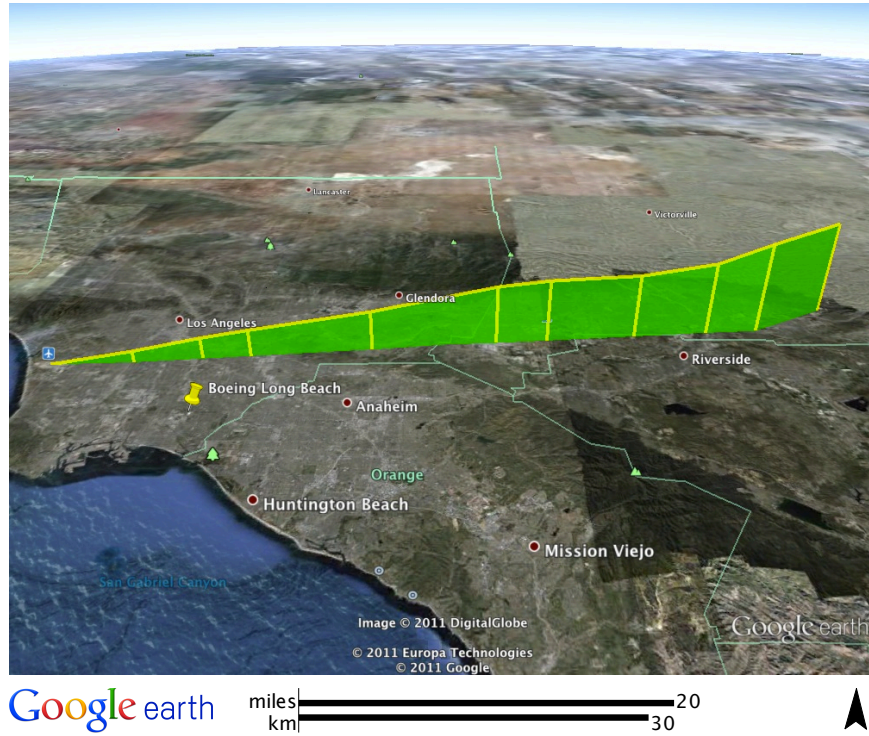 Lancaster
Victorville
Glendora
Los Angeles
Riverside
Boeing Long Beach
Anaheim
Orange
Huntington Beach
Mission Viejo
San Gabriel Canyon
Image © 2011 DigitalGlobe
Google earth
© 2011 Europa Technologies
© 2011 Google
Google earth
miles 20
km 30